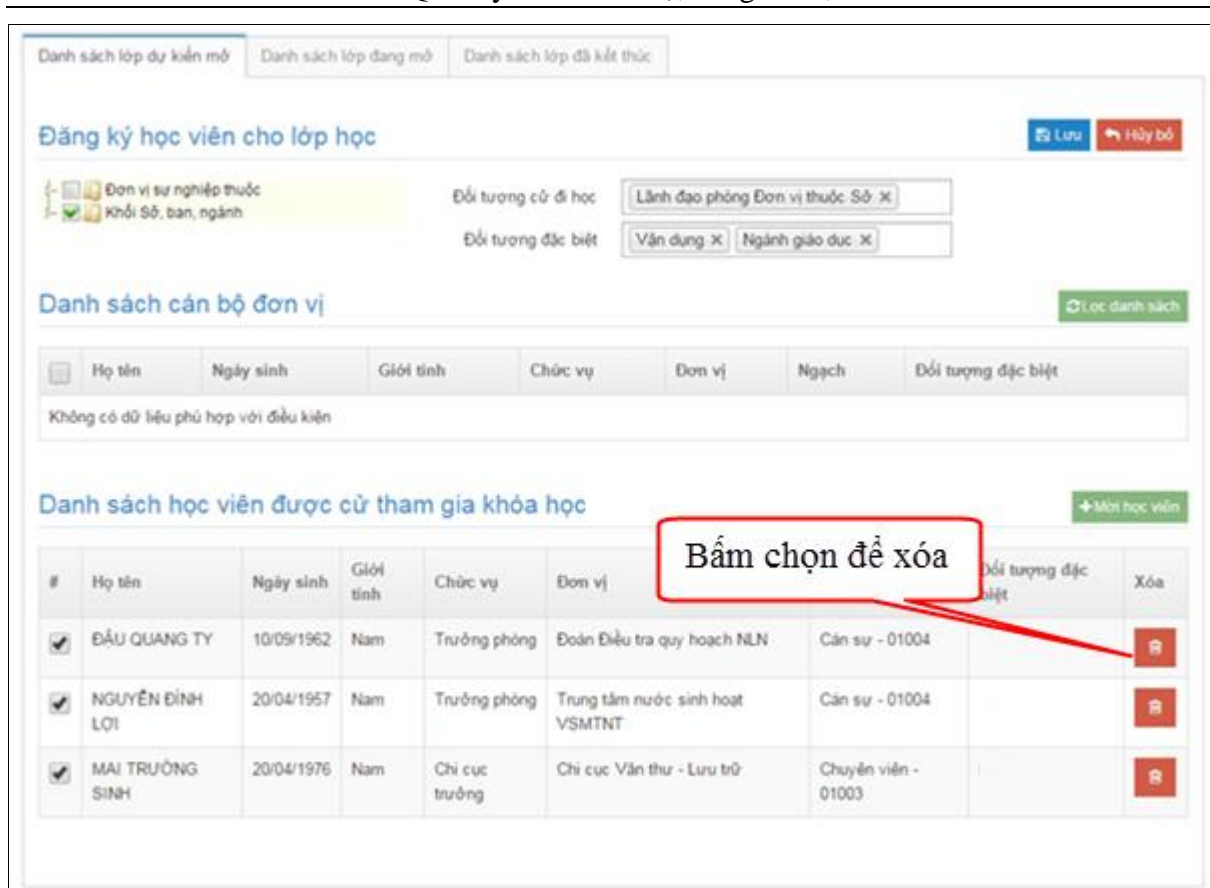 Danh sách lớp dự kiến mở Danh sách lớp đang mở Danh sách lớp đã kết thúc
Đăng ký học viên cho lớp học Lưu Hủy bỏ
Đơn vị sự nghiệp thuộc
Khối Sở, ban, ngành
Đối tượng cử đi học Lãnh đạo phòng Đơn vị thuộc Sở ×
Đối tượng đặc biệt Vận dụng × Ngành giáo dục ×
Danh sách cán bộ đơn vị Lọc danh sách
Họ tên Ngày sinh Giới tính Chức vụ Đơn vị Ngạch Đối tượng đặc biệt
Không có dữ liệu phù hợp với điều kiện
Danh sách học viên được cử tham gia khóa học +Mời học viên
Bấm chọn để xóa
# Họ tên Ngày sinh Giới Chức vụ Đơn vị Đối tượng đặc Xóa
tính biệt
ĐẬU QUANG TY 10/09/1962 Nam Trưởng phòng Đoàn Điều tra quy hoạch NLN Cán sự - 01004
NGUYỄN ĐÌNH 20/04/1957 Nam Trưởng phòng Trung tâm nước sinh hoạt Cán sự - 01004
LỢI VSMTNT
MAI TRƯỜNG 20/04/1976 Nam Chi cục Chi cục Văn thư - Lưu trữ Chuyên viên -
SINH trưởng 01003